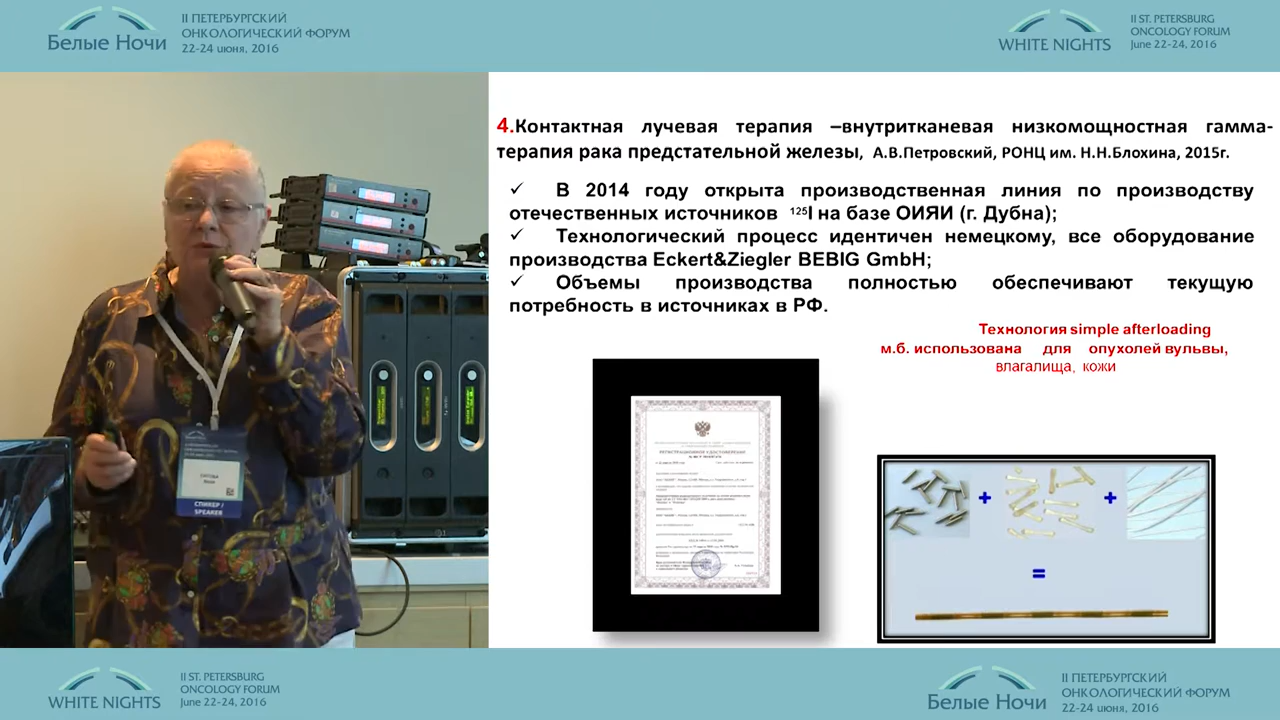 II ПЕТЕРБУРГСКИЙ
ОНКОЛОГИЧЕСКИЙ ФОРУМ
Белые Ночи
22-24 июня, 2016
II ST. PETERSBURG
ONCOLOGY FORUM
WHITE NIGHTS
June 22-24, 2016
4.Контактная лучевая терапия –внутритканевая низкомощностная гамма-
терапия рака предстательной железы, А.В.Петровский, РОНЦ им. Н.Н.Блохина, 2015г.
✓ В 2014 году открыта производственная линия по производству
отечественных источников ¹²⁵I на базе ОИЯИ (г. Дубна);
✓ Технологический процесс идентичен немецкому, все оборудование
производства Eckert&Ziegler BEBIG GmbH;
✓ Объемы производства полностью обеспечивают текущую
потребность в источниках в РФ.
Технология simple afterloading
м.б. использована для опухолей вульвы,
влагалища, кожи
РЕГИСТРАЦИОННОЕ УДОСТОВЕРЕНИЕ
+ +
=
СПИКЕР /
SPEAKER
II ST. PETERSBURG
ONCOLOGY FORUM
WHITE NIGHTS
June 22-24, 2016
II ПЕТЕРБУРГСКИЙ
ОНКОЛОГИЧЕСКИЙ ФОРУМ
Белые Ночи
22-24 июня, 2016